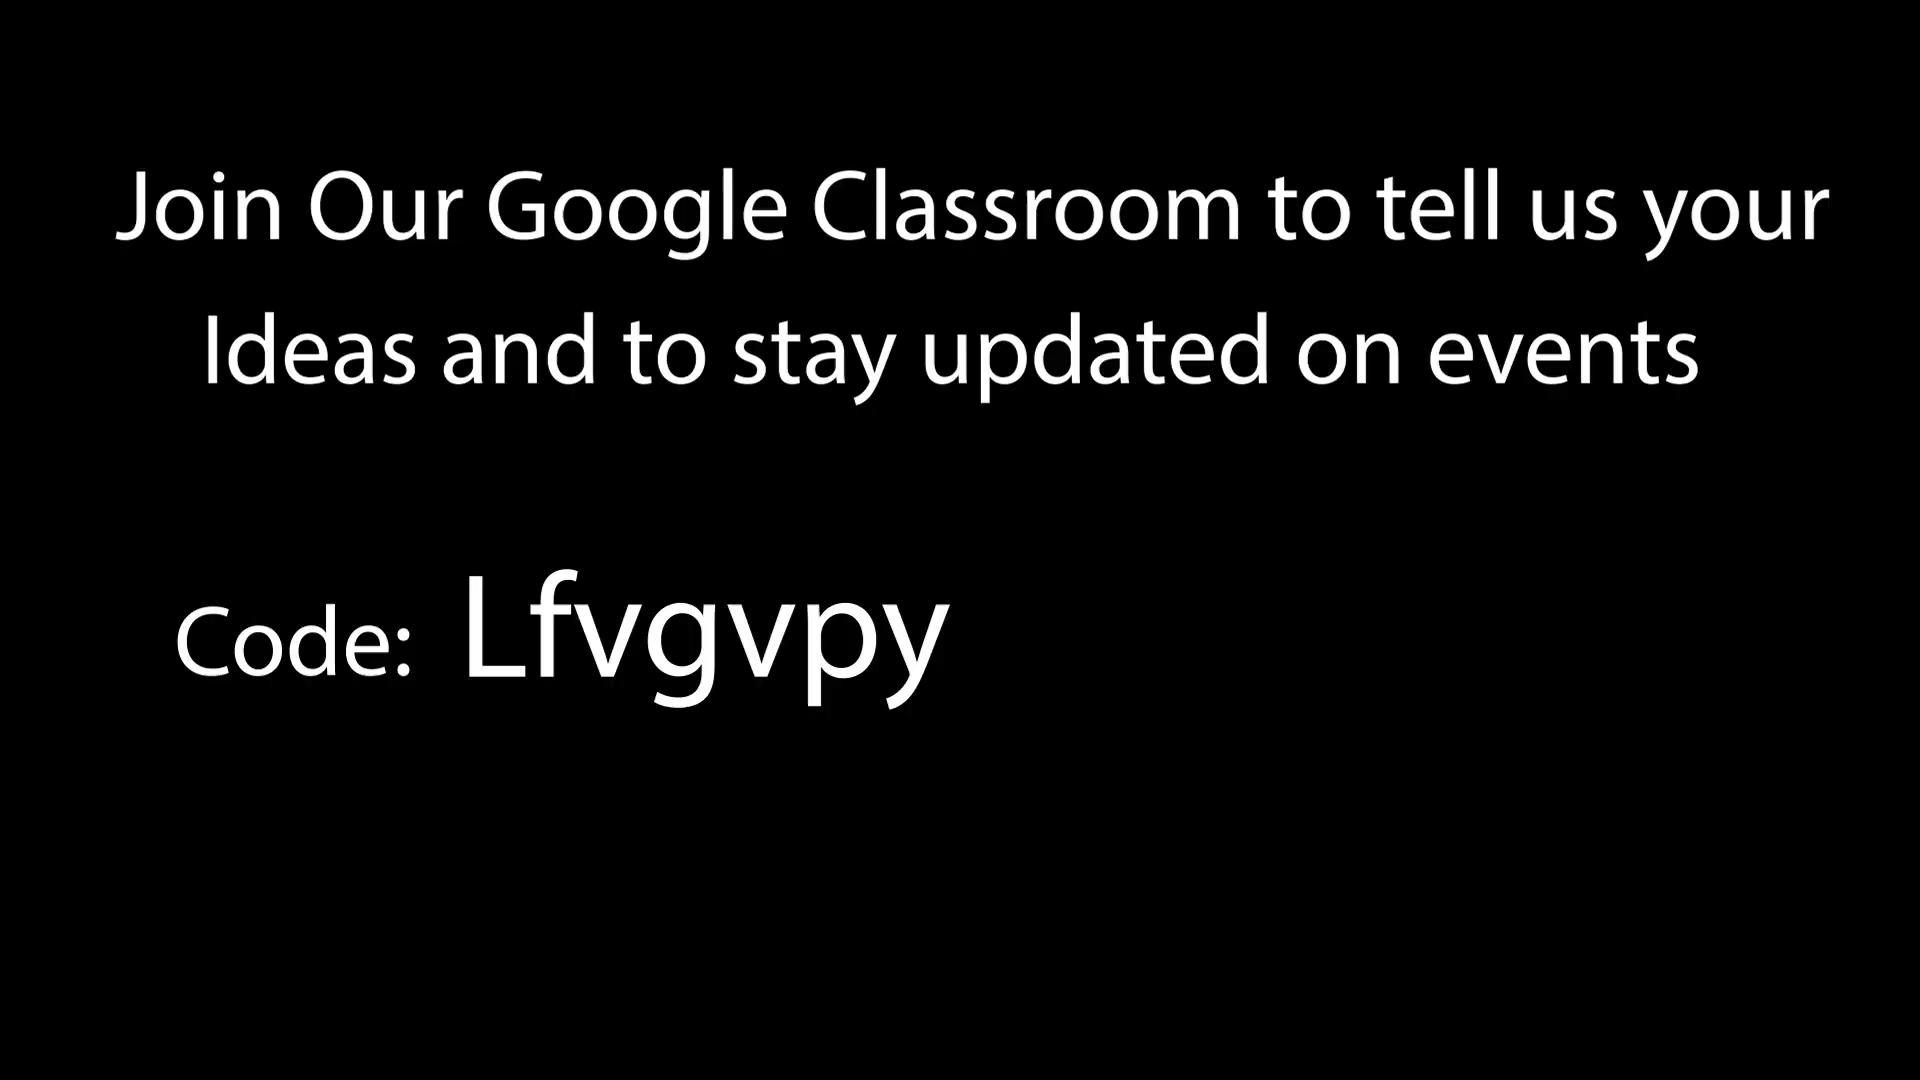 Join Our Google Classroom to tell us your
Ideas and to stay updated on events
Code: Lfvgvpy